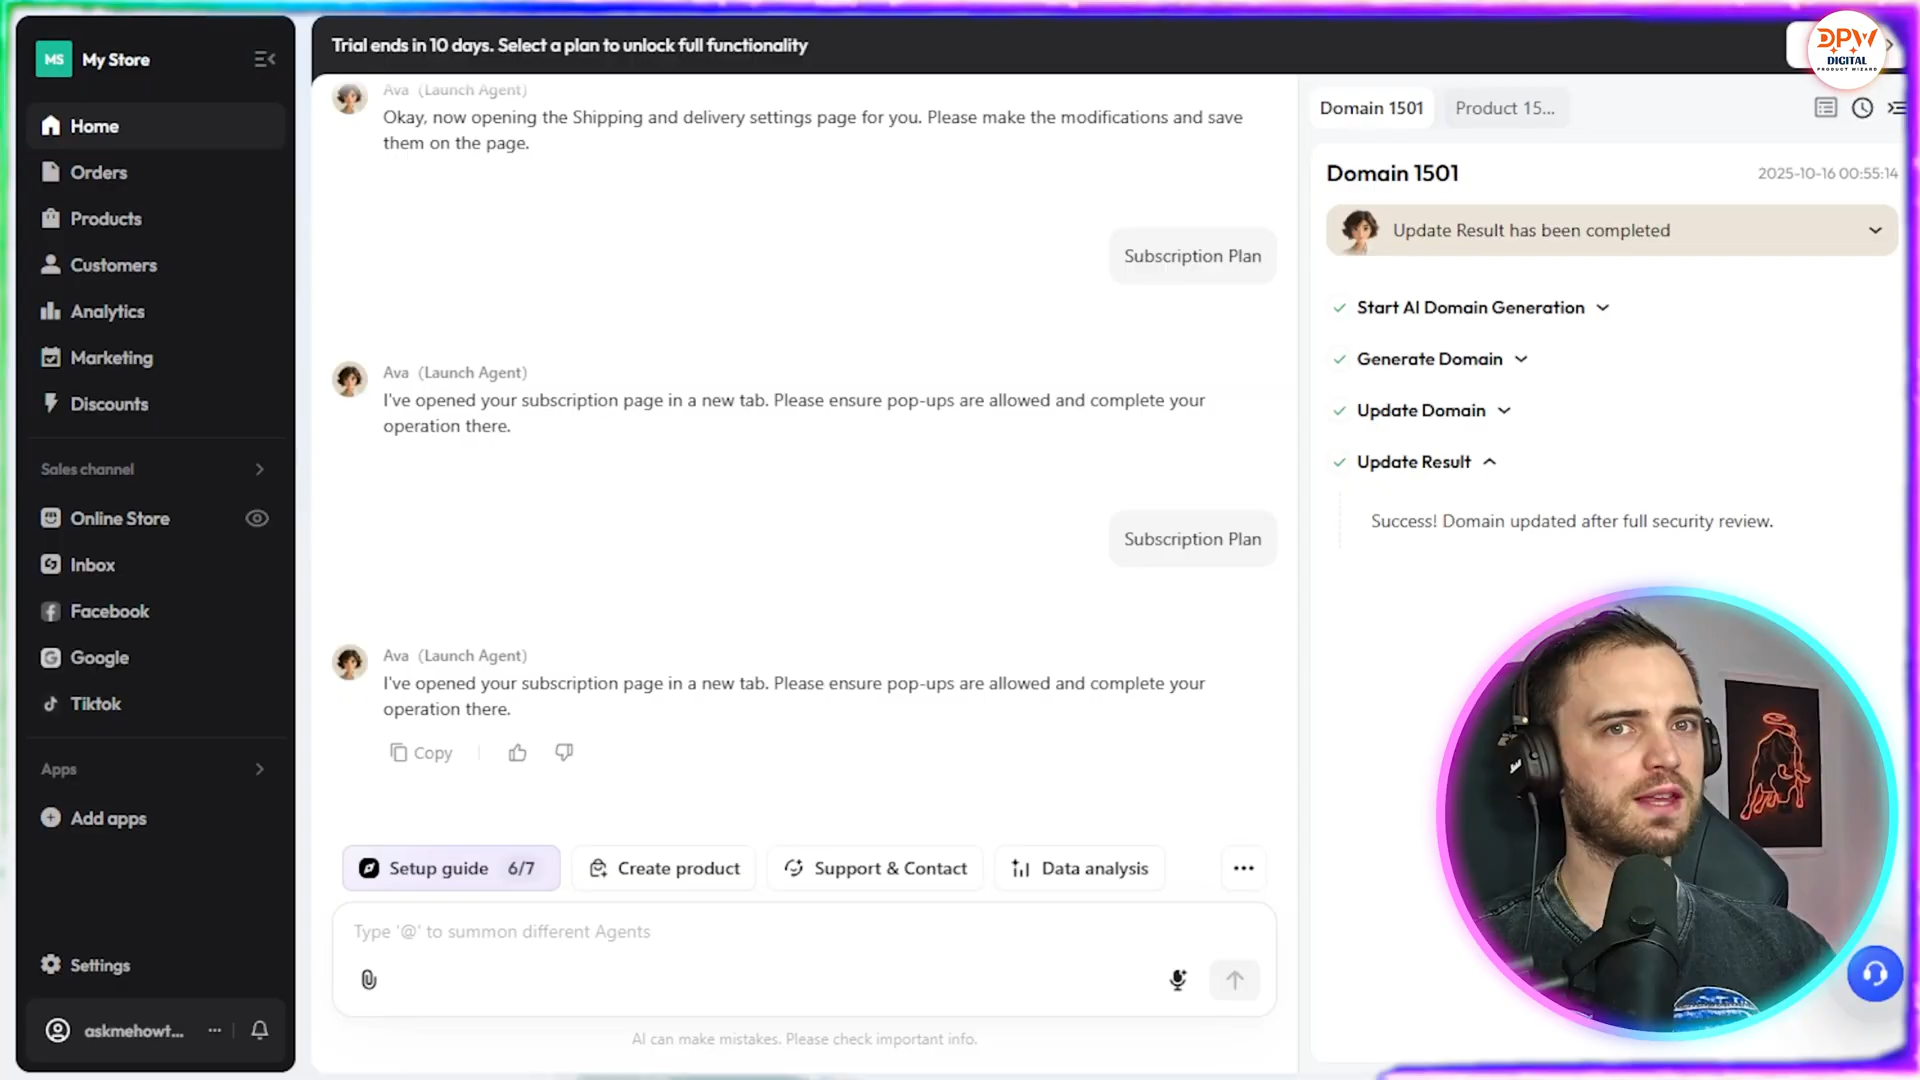 MS My Store
Home
Orders
Products
Customers
Analytics
Marketing
Discounts
Sales channel
Online Store
Inbox
Facebook
Google
Tiktok
Apps
Add apps
Settings
askmehowt...
Trial ends in 10 days. Select a plan to unlock full functionality
Ava (Launch Agent)
Okay, now opening the Shipping and delivery settings page for you. Please make the modifications and save
them on the page.
Subscription Plan
Ava (Launch Agent)
I've opened your subscription page in a new tab. Please ensure pop-ups are allowed and complete your
operation there.
Subscription Plan
Ava (Launch Agent)
I've opened your subscription page in a new tab. Please ensure pop-ups are allowed and complete your
operation there.
Copy
Setup guide 6/7
Create product
Support & Contact
Data analysis
Type '@' to summon different Agents
AI can make mistakes. Please check important info.
Domain 1501
Product 15...
Domain 1501
2025-10-16 00:55:14
Update Result has been completed
Start AI Domain Generation
Generate Domain
Update Domain
Update Result
Success! Domain updated after full security review.
DPW
DIGITAL
PRODUCT WIZARD